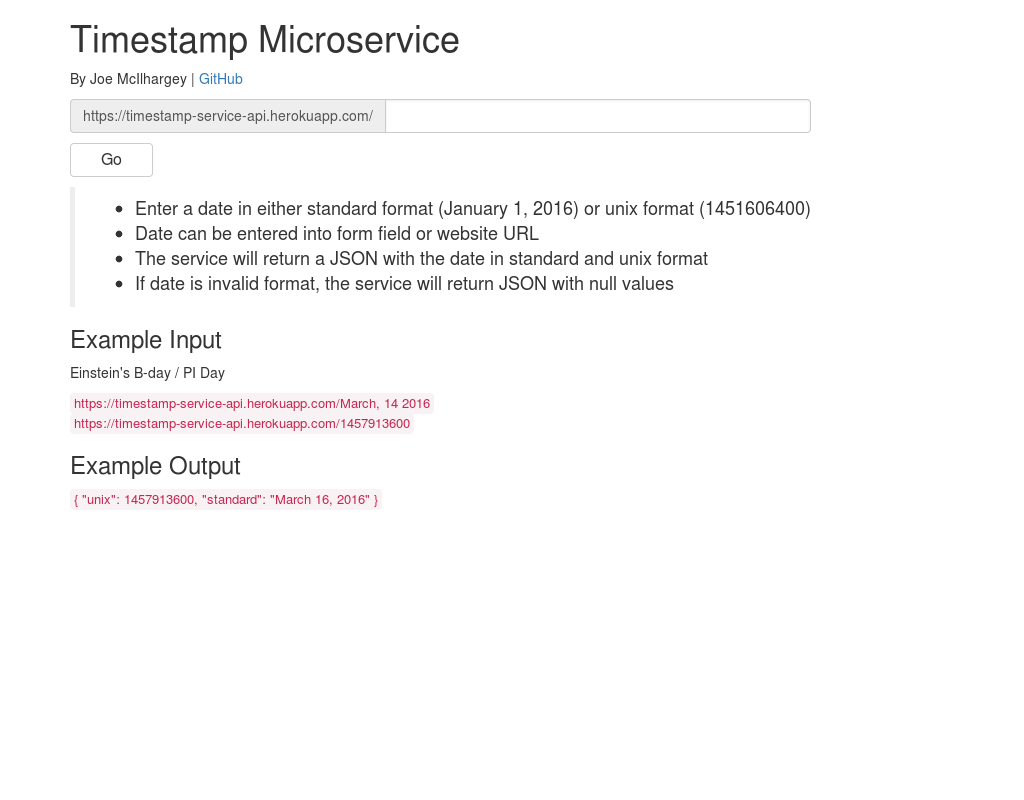 Timestamp Microservice
By Joe McIlhargey | GitHub
https://timestamp-service-api.herokuapp.com/
Go
• Enter a date in either standard format (January 1, 2016) or unix format (1451606400)
• Date can be entered into form field or website URL
• The service will return a JSON with the date in standard and unix format
• If date is invalid format, the service will return JSON with null values
Example Input
Einstein's B-day / PI Day
https://timestamp-service-api.herokuapp.com/March, 14 2016
https://timestamp-service-api.herokuapp.com/1457913600
Example Output
{ "unix": 1457913600, "standard": "March 16, 2016" }